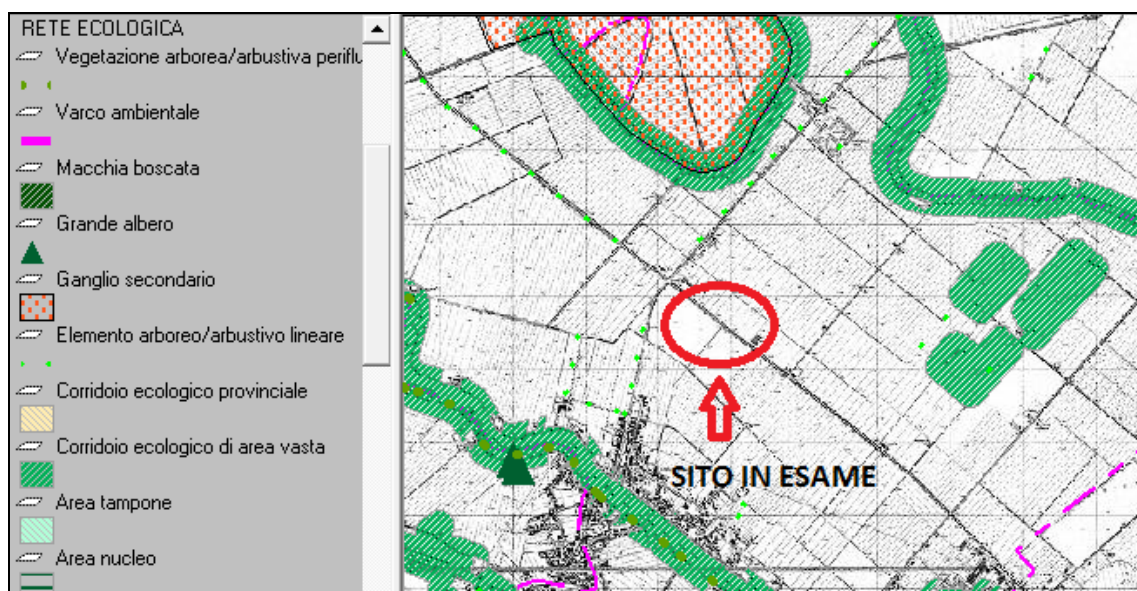 RETE ECOLOGICA
Vegetazione arborea/arbustiva periflu
Varco ambientale
Macchia boscata
Grande albero
Ganglio secondario
Elemento arboreo/arbustivo lineare
Corridoio ecologico provinciale
Corridoio ecologico di area vasta
Area tampone
Area nucleo
SITO IN ESAME